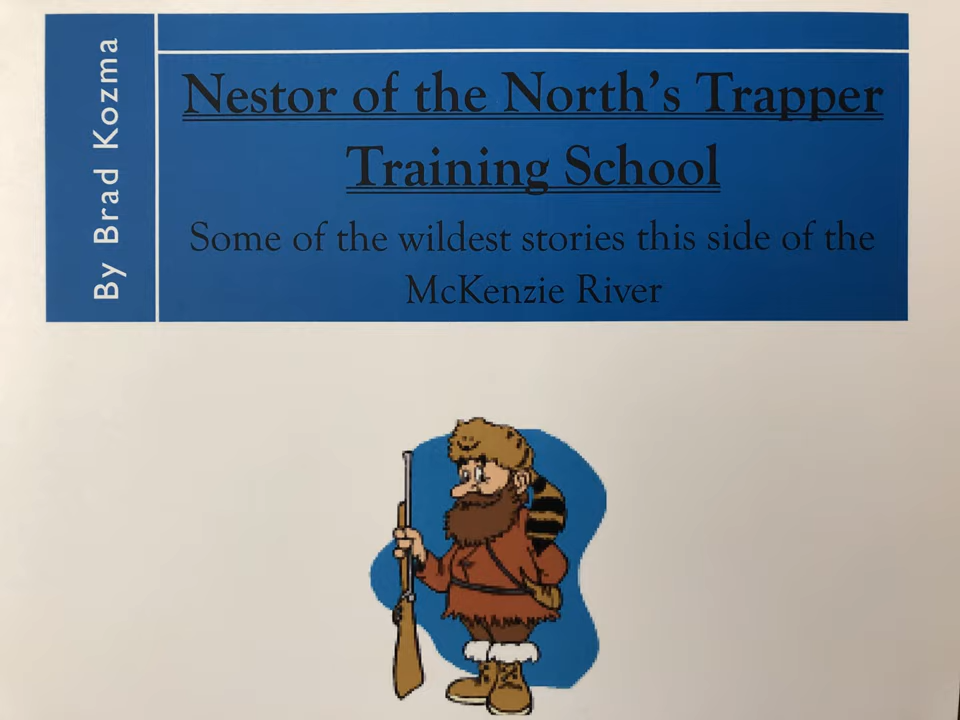 By Brad Kozma
Nestor of the North's Trapper
Training School
Some of the wildest stories this side of the
McKenzie River